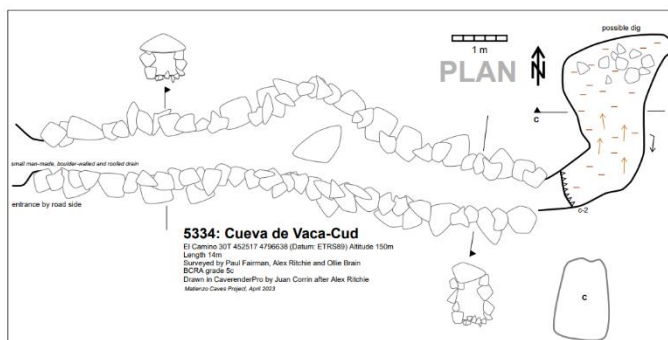 possible dig
1 m
PLAN
N
C
small man-made, boulder-walled and roofed drain
entrance by road side
c-2
5334: Cueva de Vaca-Cud
El Camino 30T 452517 4796638 (Datum: ETRS89) Altitude 150m
Length 14m
Surveyed by Paul Fairman, Alex Ritchie and Ollie Brain
BCRA grade 5c
Drawn in CaverenderPro by Juan Corrin after Alex Ritchie
Matienzo Caves Project, April 2023
C